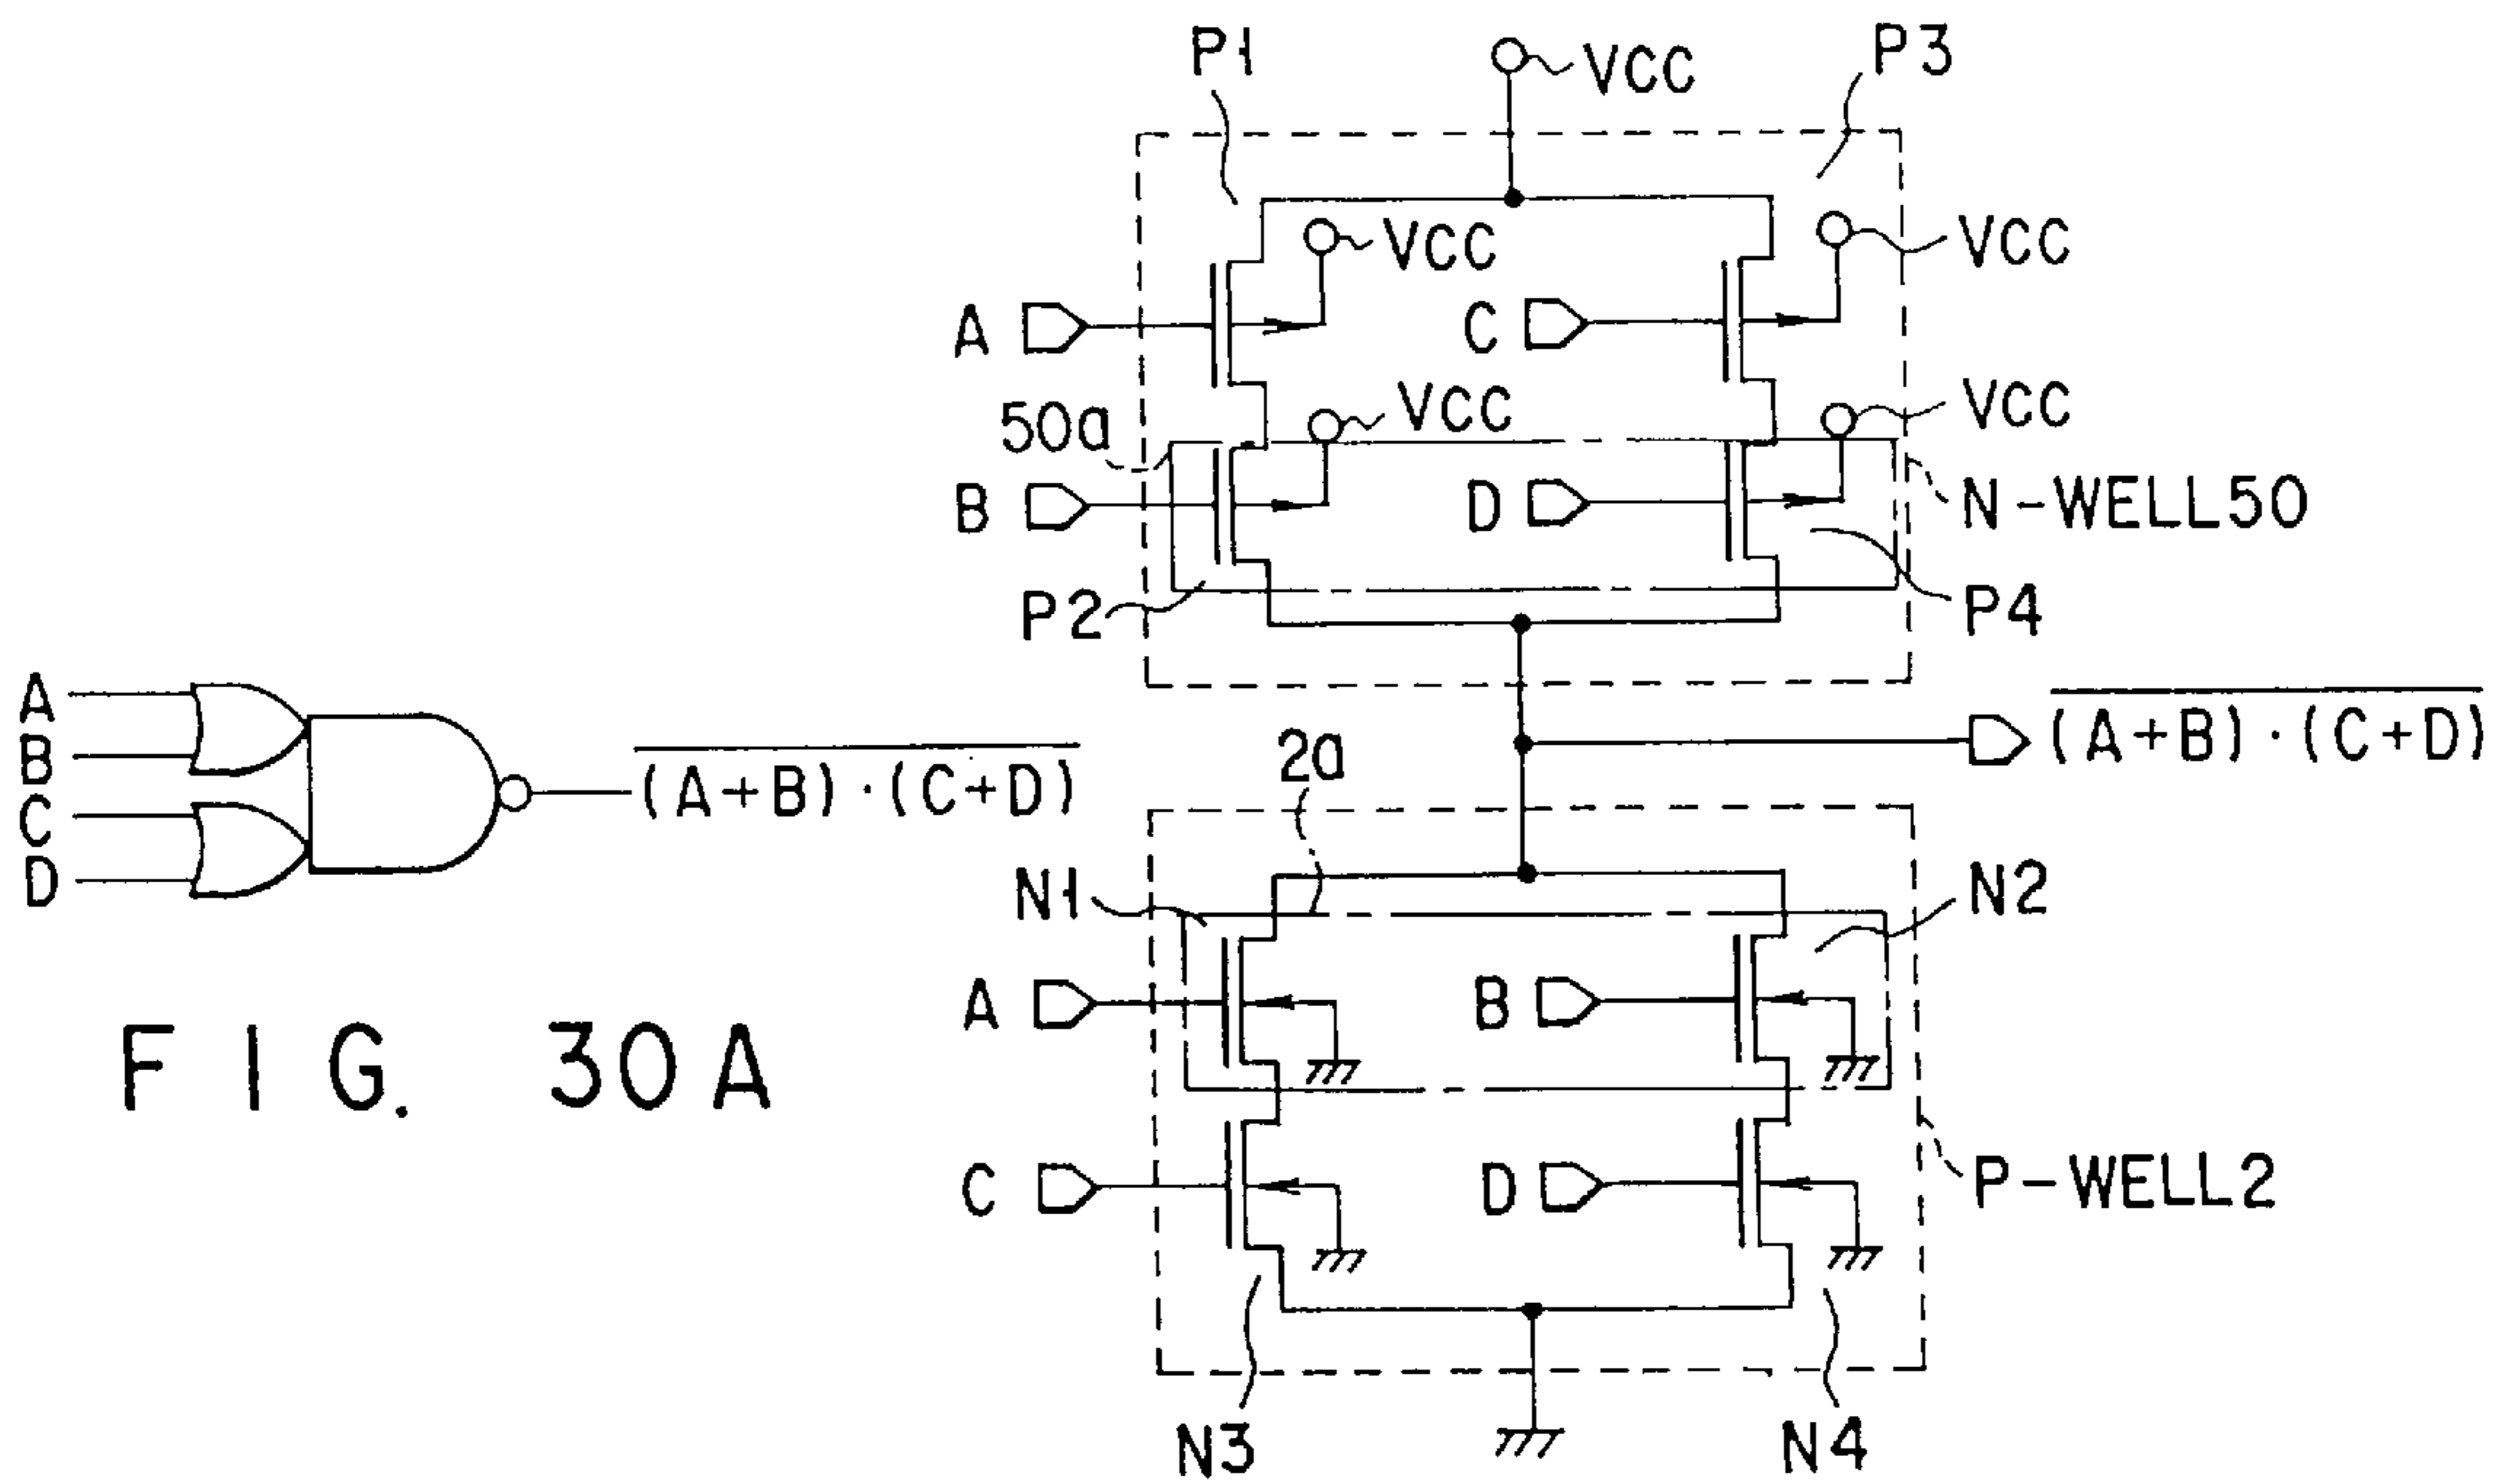 P1
VCC
P3
VCC
VCC
A
C
50a
VCC
VCC
B
D
N-WELL50
P2
P4
A
B
C
D
(A+B)·(C+D)
(A+B)·(C+D)
2a
N1
N2
A
B
FIG. 30A
C
D
P-WELL2
N3
N4